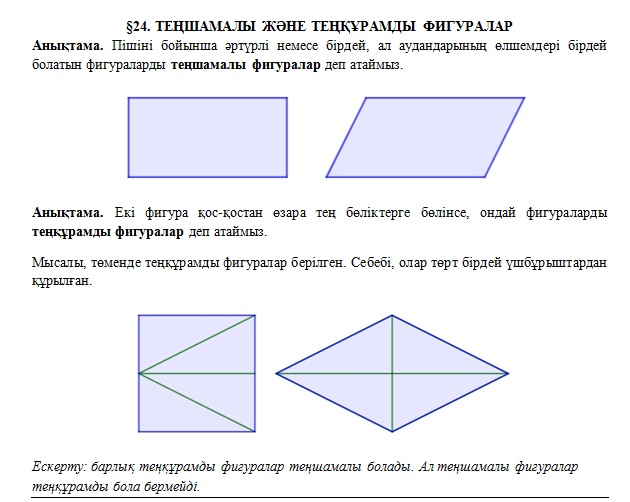 §24. ТЕҢШАМАЛЫ ЖӘНЕ ТЕҢҚҰРАМДЫ ФИГУРАЛАР
Анықтама. Пішіні бойынша әртүрлі немесе бірдей, ал аудандарының өлшемдері бірдей
болатын фигураларды теңшамалы фигуралар деп атаймыз.
Анықтама. Екі фигура қос-қостан өзара тең бөліктерге бөлінсе, ондай фигураларды
теңқұрамды фигуралар деп атаймыз.
Мысалы, төменде теңқұрамды фигуралар берілген. Себебі, олар төрт бірдей үшбұрыштардан
құрылған.
Ескерту: барлық теңқұрамды фигуралар теңшамалы болады. Ал теңшамалы фигуралар
теңқұрамды бола бермейді.